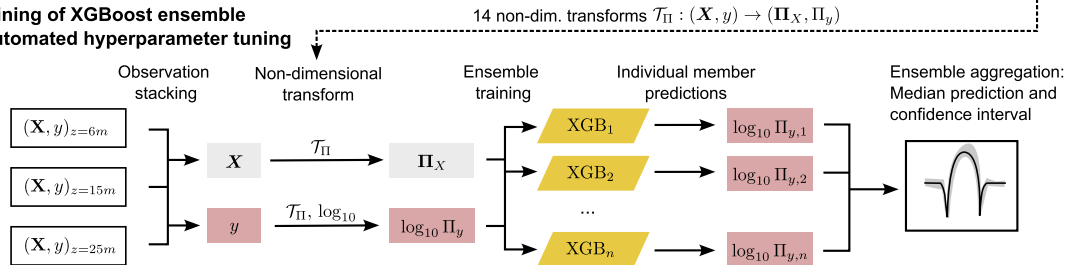 ining of XGBoost ensemble
utomated hyperparameter tuning
14 non-dim. transforms 𝒯_Π : (𝑿, y) → (𝚷_X, Π_y)
Observation
stacking
Non-dimensional
transform
Ensemble
training
Individual member
predictions
Ensemble aggregation:
Median prediction and
confidence interval
(𝐗, y)_{z=6m}
(𝐗, y)_{z=15m}
(𝐗, y)_{z=25m}
𝑿
y
𝒯_Π
𝒯_Π, log₁₀
𝚷_X
log₁₀ Π_y
XGB₁
XGB₂
...
XGBₙ
log₁₀ Π_{y,1}
log₁₀ Π_{y,2}
log₁₀ Π_{y,n}